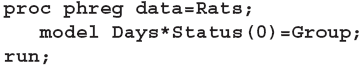 proc phreg data=Rats;
   model Days*Status(0)=Group;
run;